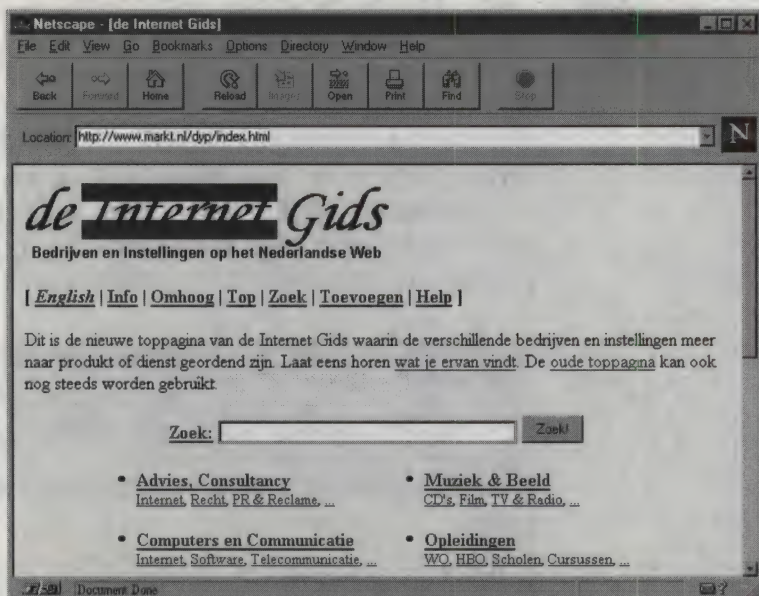 Netscape - [de Internet Gids]
File Edit View Go Bookmarks Options Directory Window Help
Back Forward Home Reload Images Open Print Find Stop
Location: http://www.markt.nl/dyp/index.html
N
de Internet Gids
Bedrijven en Instellingen op het Nederlandse Web
[ English | Info | Omhoog | Top | Zoek | Toevoegen | Help ]
Dit is de nieuwe toppagina van de Internet Gids waarin de verschillende bedrijven en instellingen meer
naar produkt of dienst geordend zijn. Laat eens horen wat je ervan vindt. De oude toppagina kan ook
nog steeds worden gebruikt.
Zoek: Zoek!
• Advies, Consultancy
Internet, Recht, PR & Reclame, ...
• Muziek & Beeld
CD's, Film, TV & Radio, ...
• Computers en Communicatie
Internet, Software, Telecommunicatie, ...
• Opleidingen
WO, HBO, Scholen, Cursussen, ...
Document Done